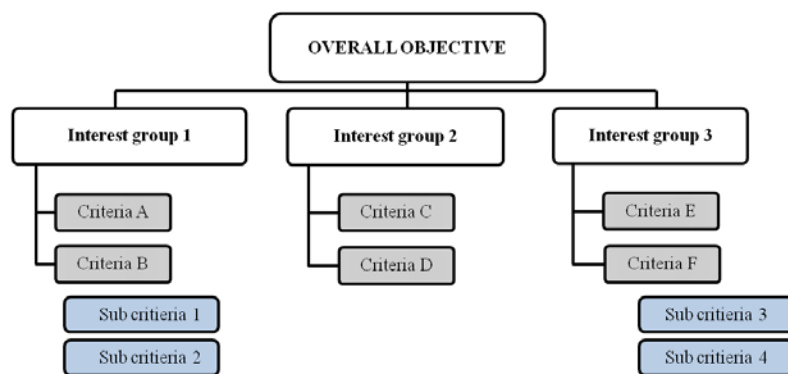 OVERALL OBJECTIVE
Interest group 1
Interest group 2
Interest group 3
Criteria A
Criteria C
Criteria E
Criteria B
Criteria D
Criteria F
Sub critieria 1
Sub critieria 3
Sub critieria 2
Sub critieria 4